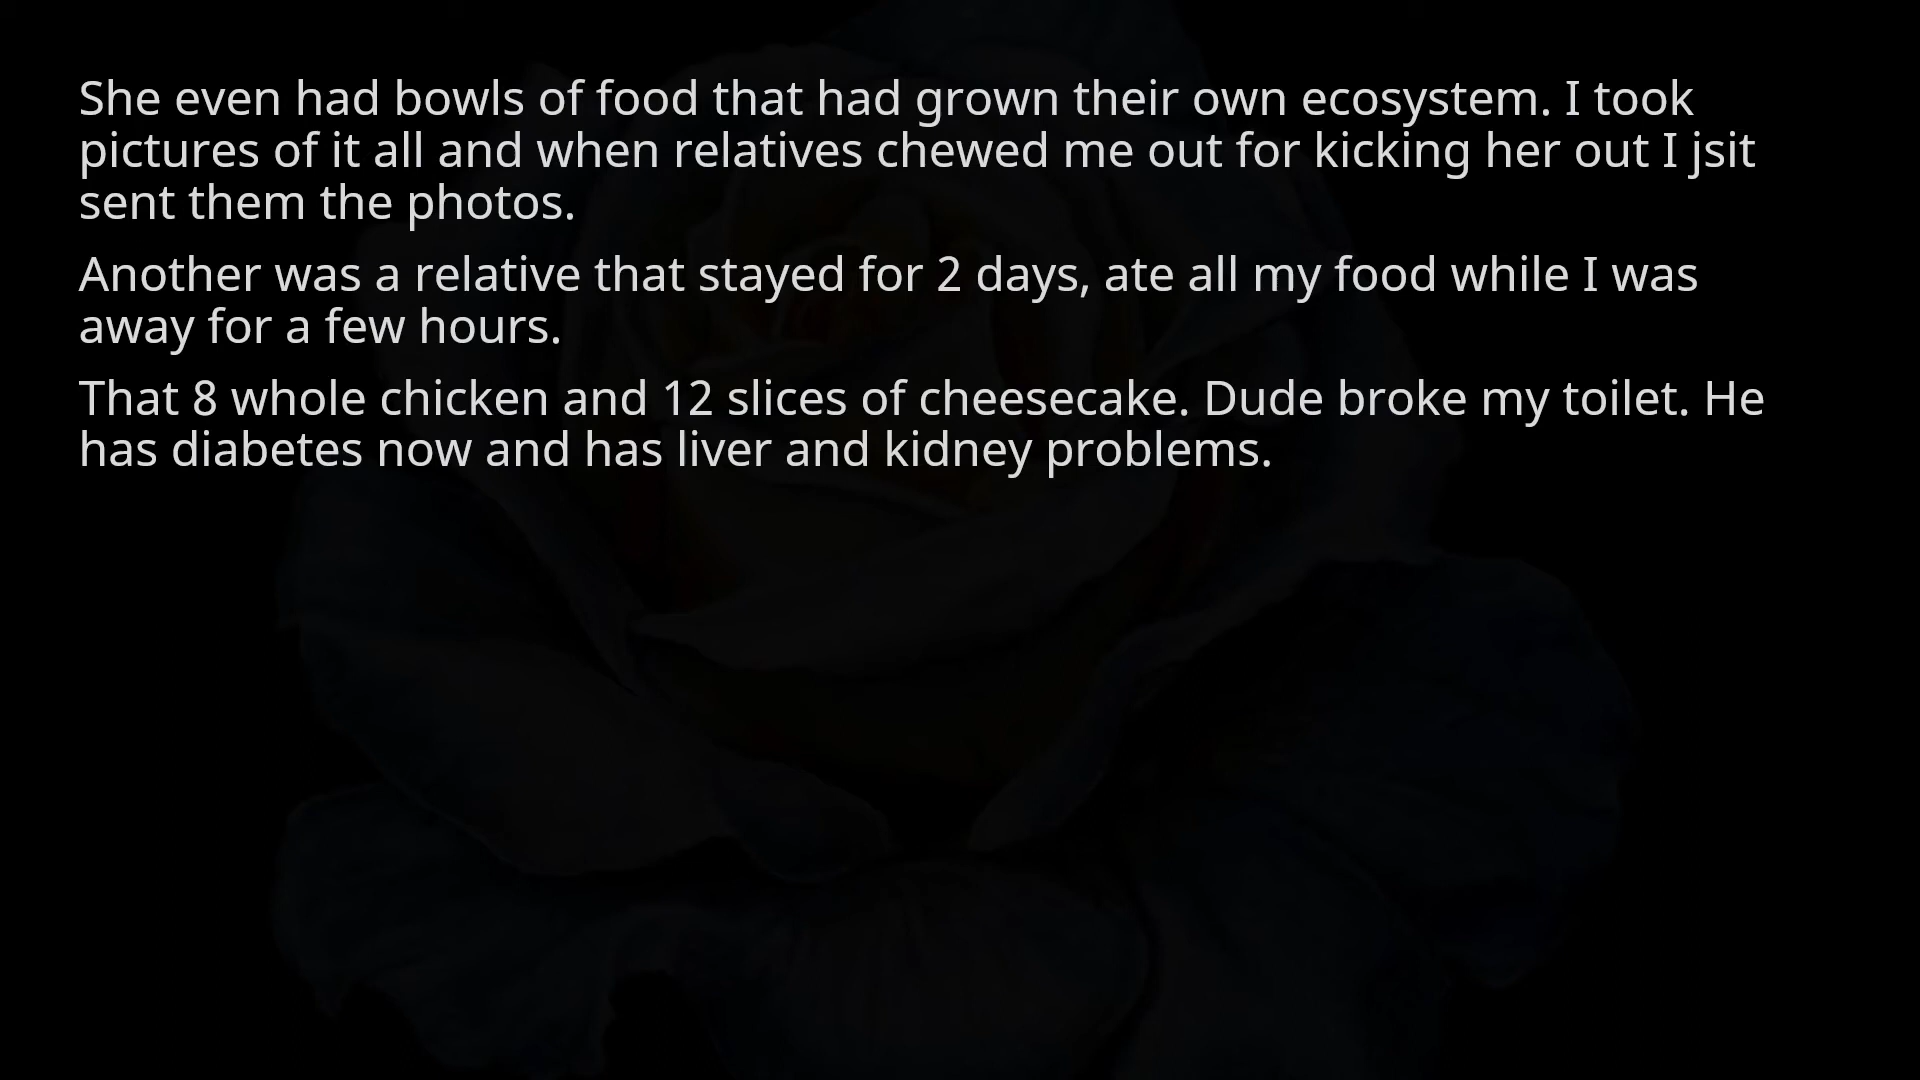 She even had bowls of food that had grown their own ecosystem. I took
pictures of it all and when relatives chewed me out for kicking her out I jsit
sent them the photos.
Another was a relative that stayed for 2 days, ate all my food while I was
away for a few hours.
That 8 whole chicken and 12 slices of cheesecake. Dude broke my toilet. He
has diabetes now and has liver and kidney problems.